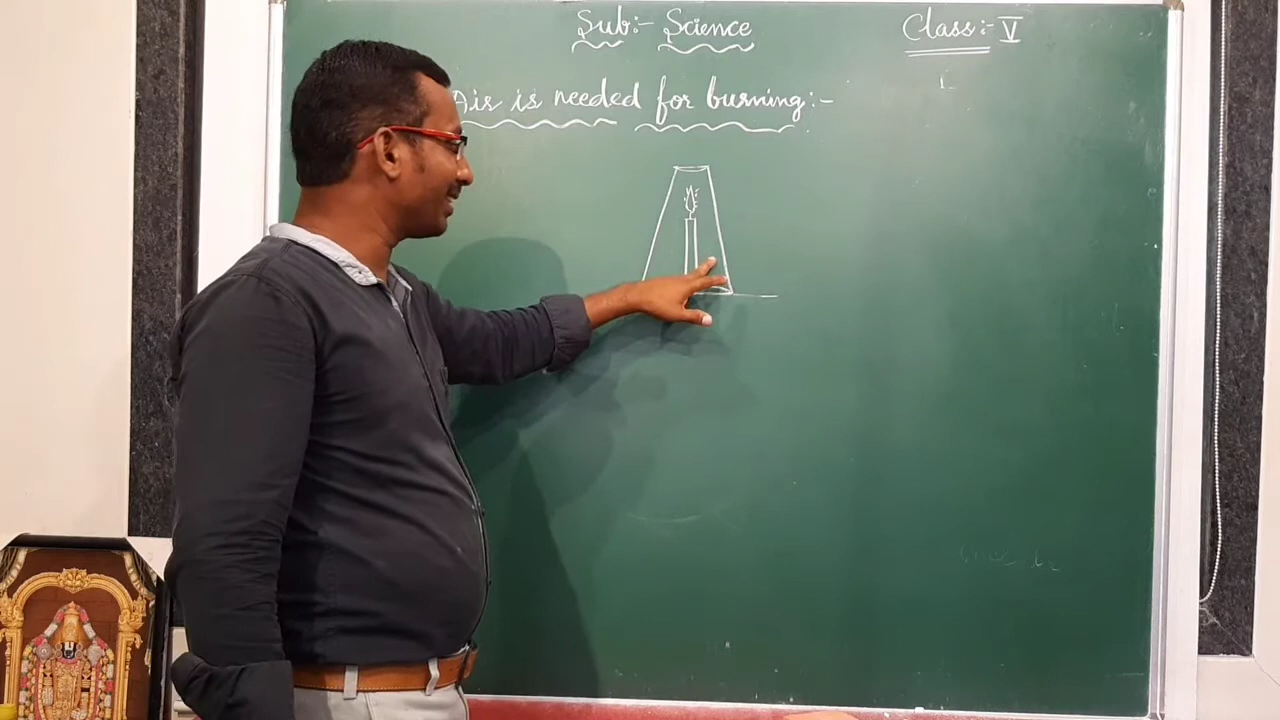 Sub:- Science
Class:- V
Air is needed for burning:-